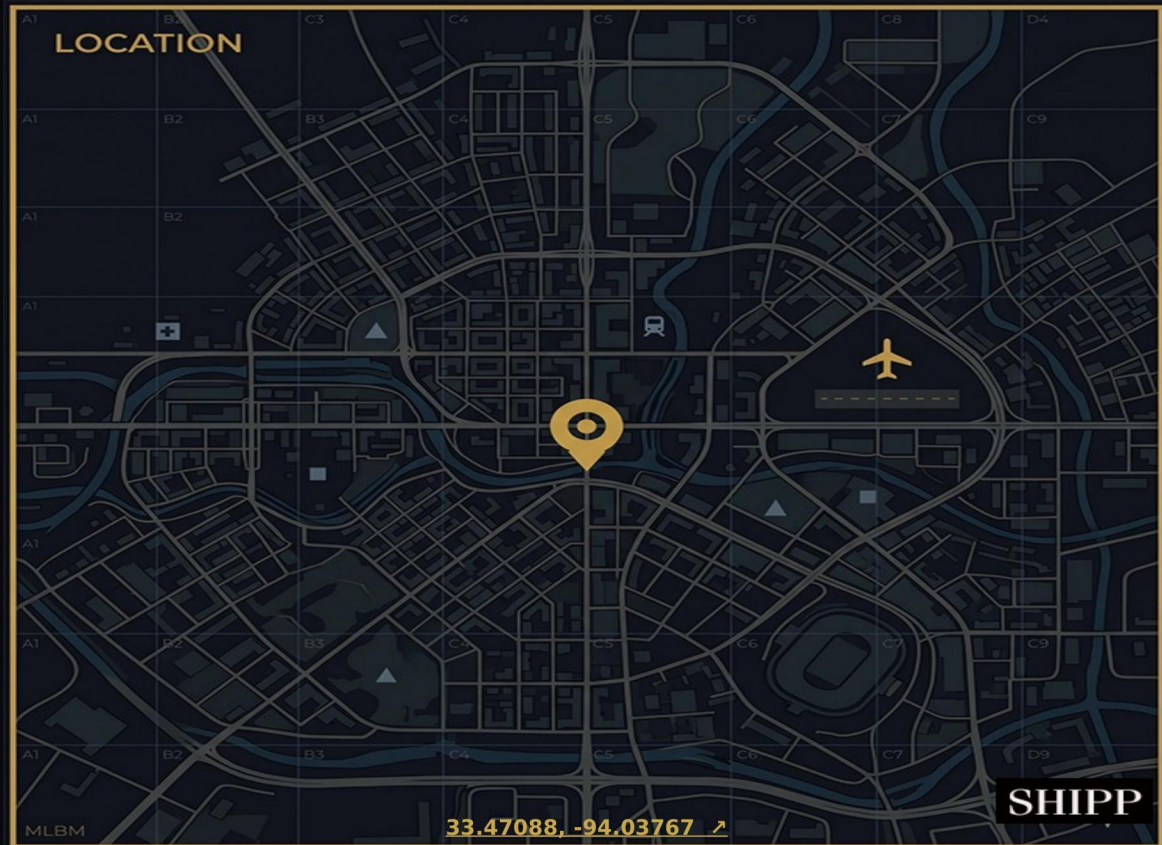 A1 B2 C3 C4 C5 C6 C8 D4
LOCATION
A1 B2 B3 C4 C5 C6 C7 C9
A1 B2
A1
A1
A1 B2 B3 C4 C5 C6 C7 C9
A1 B2 B3 C4 C5 C6 C7 D9
SHIPP
MLBM
33.47088, -94.03767 ↗